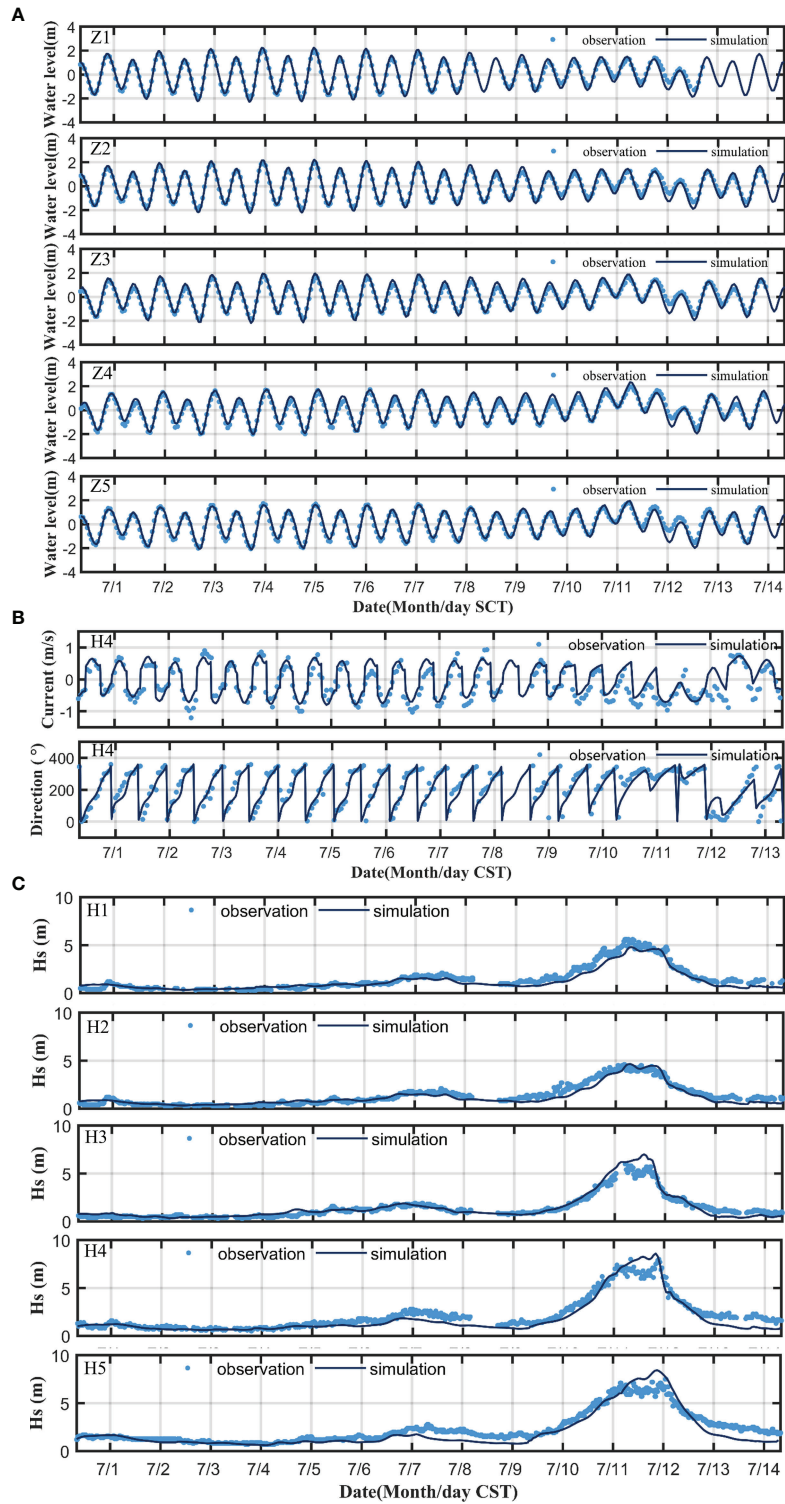 A
Z1 observation simulation
Water level(m)
4
2
0
-2
-4
Z2 observation simulation
Water level(m)
4
2
0
-2
-4
Z3 observation simulation
Water level(m)
4
2
0
-2
-4
Z4 observation simulation
Water level(m)
4
2
0
-2
-4
Z5 observation simulation
Water level(m)
4
2
0
-2
-4
7/1 7/2 7/3 7/4 7/5 7/6 7/7 7/8 7/9 7/10 7/11 7/12 7/13 7/14
Date(Month/day SCT)
B
H4 observation simulation
Current (m/s)
1
0
-1
H4 observation simulation
Direction (°)
400
200
0
7/1 7/2 7/3 7/4 7/5 7/6 7/7 7/8 7/9 7/10 7/11 7/12 7/13
Date(Month/day CST)
C
H1 observation simulation
Hs (m)
10
5
0
H2 observation simulation
Hs (m)
10
5
0
H3 observation simulation
Hs (m)
10
5
0
H4 observation simulation
Hs (m)
10
5
0
H5 observation simulation
Hs (m)
10
5
0
7/1 7/2 7/3 7/4 7/5 7/6 7/7 7/8 7/9 7/10 7/11 7/12 7/13 7/14
Date(Month/day CST)